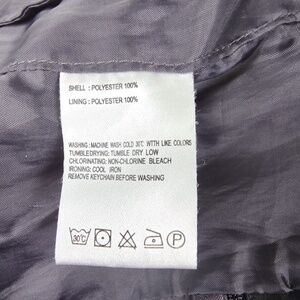 SHELL : POLYESTER 100%
LINING : POLYESTER 100%
WASHING: MACHINE WASH COLD 30℃ WITH LIKE COLORS
TUMBLEDRYING: TUMBLE DRY LOW
CHLORINATING: NON-CHLORINE BLEACH
IRONING: COOL IRON
REMOVE KEYCHAIN BEFORE WASHING
30℃ P